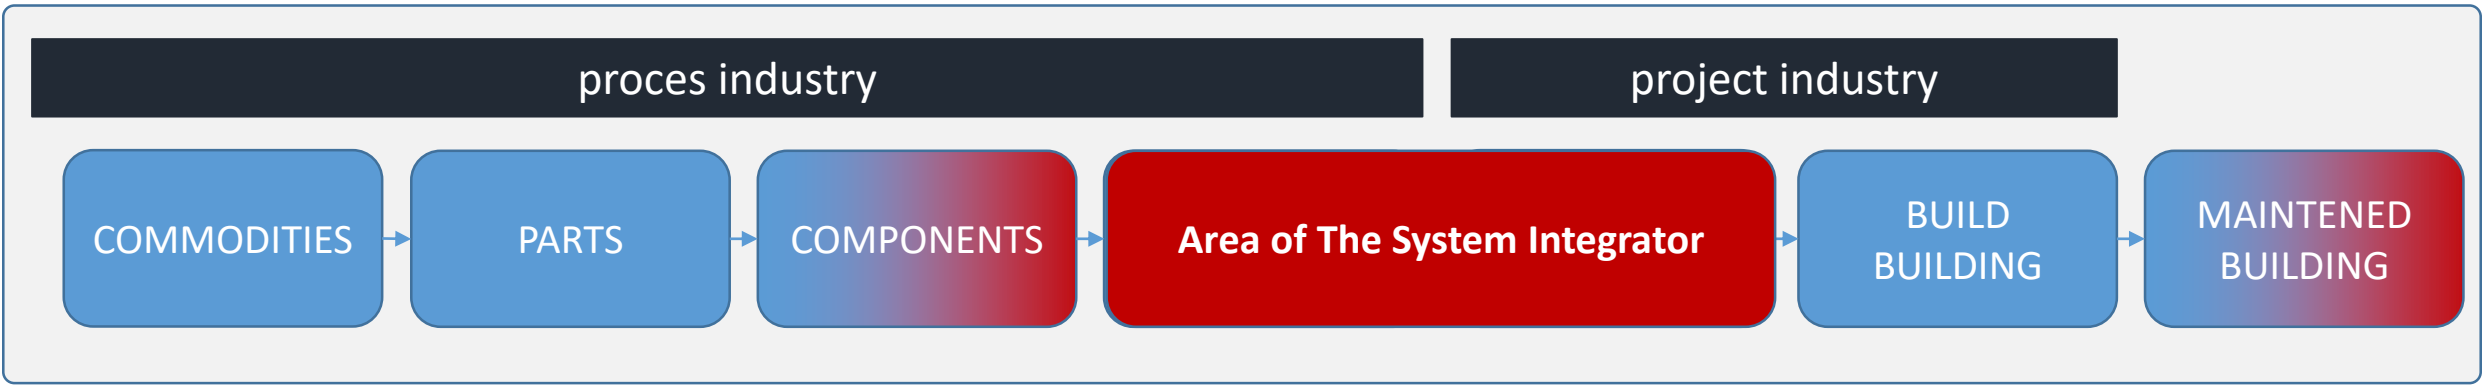 proces industry
project industry
COMMODITIES
PARTS
COMPONENTS
Area of The System Integrator
BUILD
BUILDING
MAINTENED
BUILDING